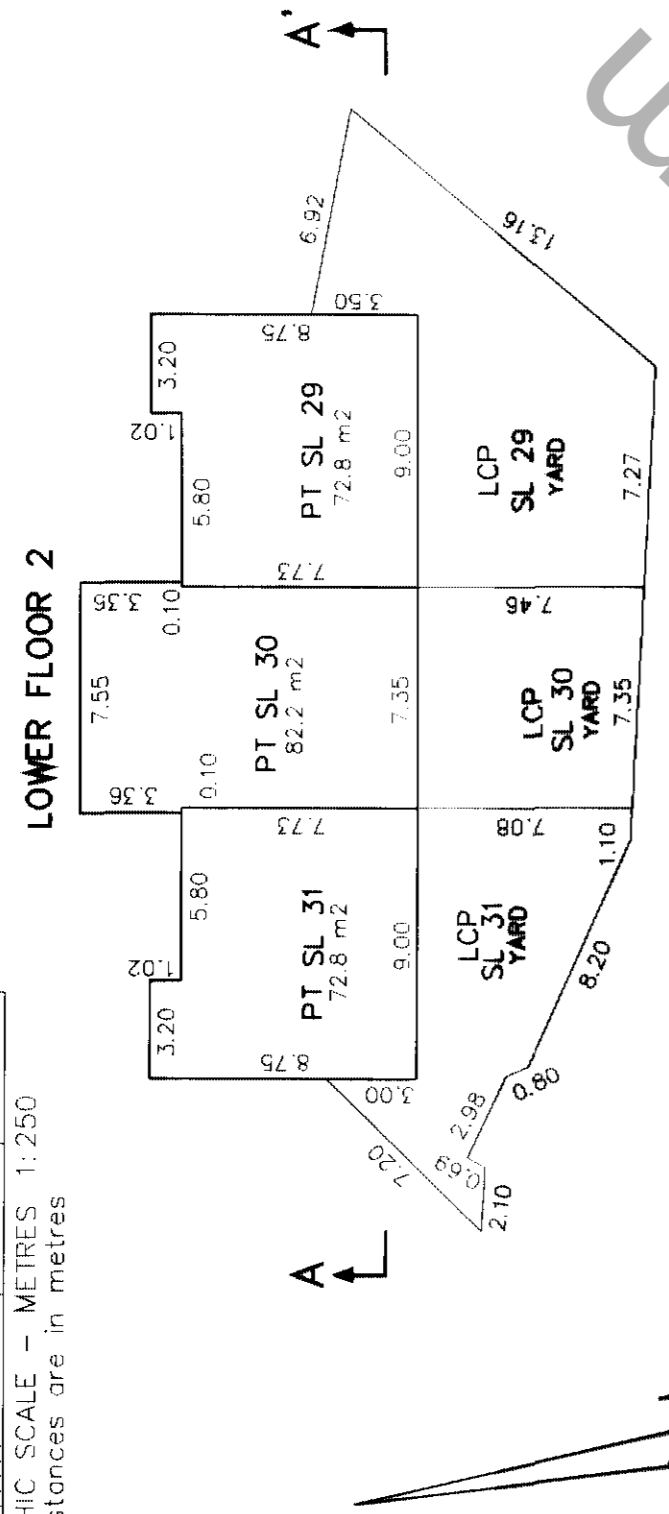 LOWER FLOOR 2
7.55
3.36
3.35
0.10
0.10
3.20
1.02
5.80
5.80
1.02
3.20
8.75
7.73
7.73
8.75
PT SL 31
72.8 m2
PT SL 30
82.2 m2
PT SL 29
72.8 m2
9.00
7.35
9.00
3.00
3.50
6.92
7.20
A
A'
LCP
SL 31
YARD
LCP
SL 30
YARD
LCP
SL 29
YARD
7.08
7.46
13.16
2.10
0.69
2.98
0.80
8.20
1.10
7.35
7.27
HIC SCALE – METRES 1:250
stances are in metres